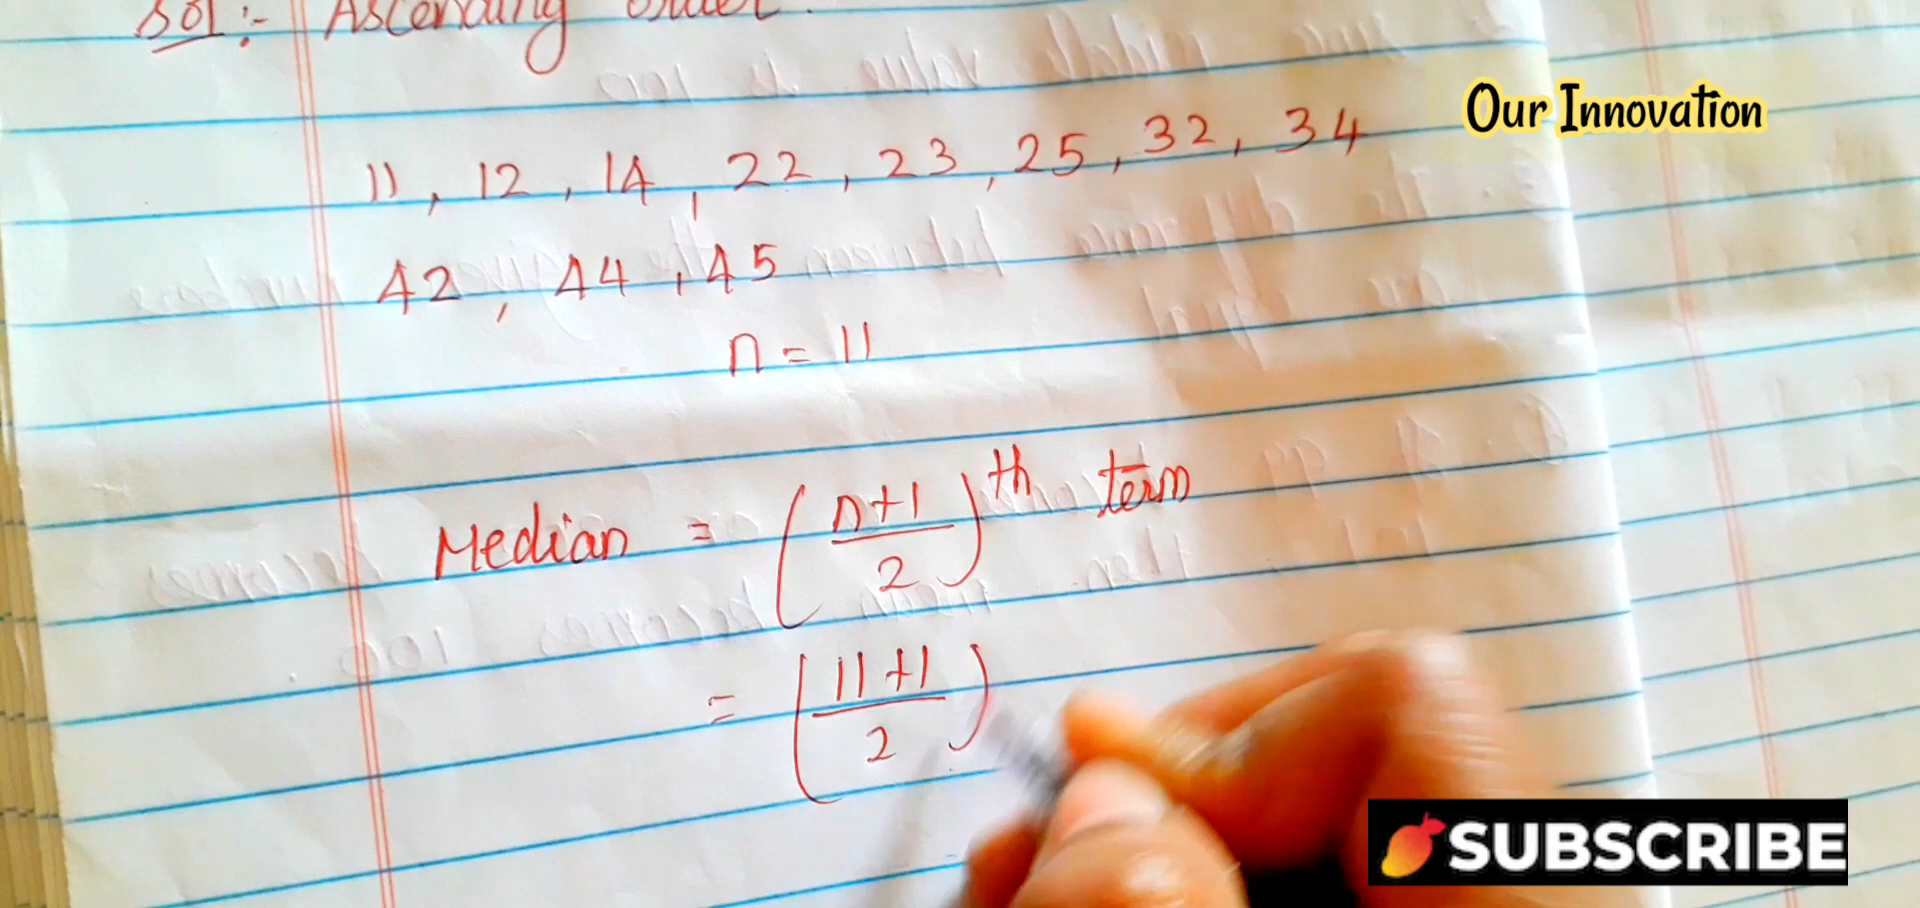 Sol:- Ascending order.
Our Innovation
11, 12, 14, 22, 23, 25, 32, 34
42, 44, 45
n = 11
Median = (n+1/2)th term
= (11+1/2)
SUBSCRIBE